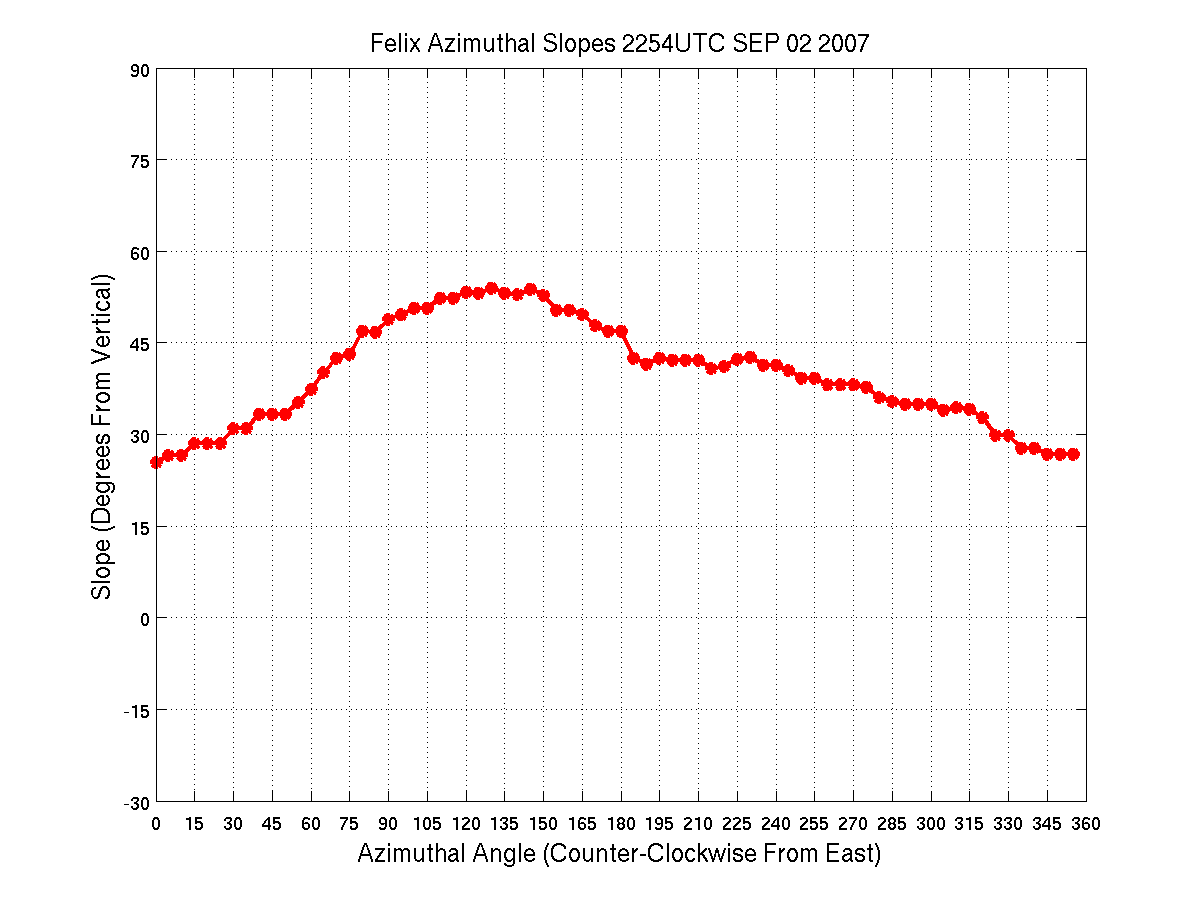 Felix Azimuthal Slopes 2254UTC SEP 02 2007
90
75
60
45
30
15
0
-15
-30
Slope (Degrees From Vertical)
0 15 30 45 60 75 90 105 120 135 150 165 180 195 210 225 240 255 270 285 300 315 330 345 360
Azimuthal Angle (Counter-Clockwise From East)